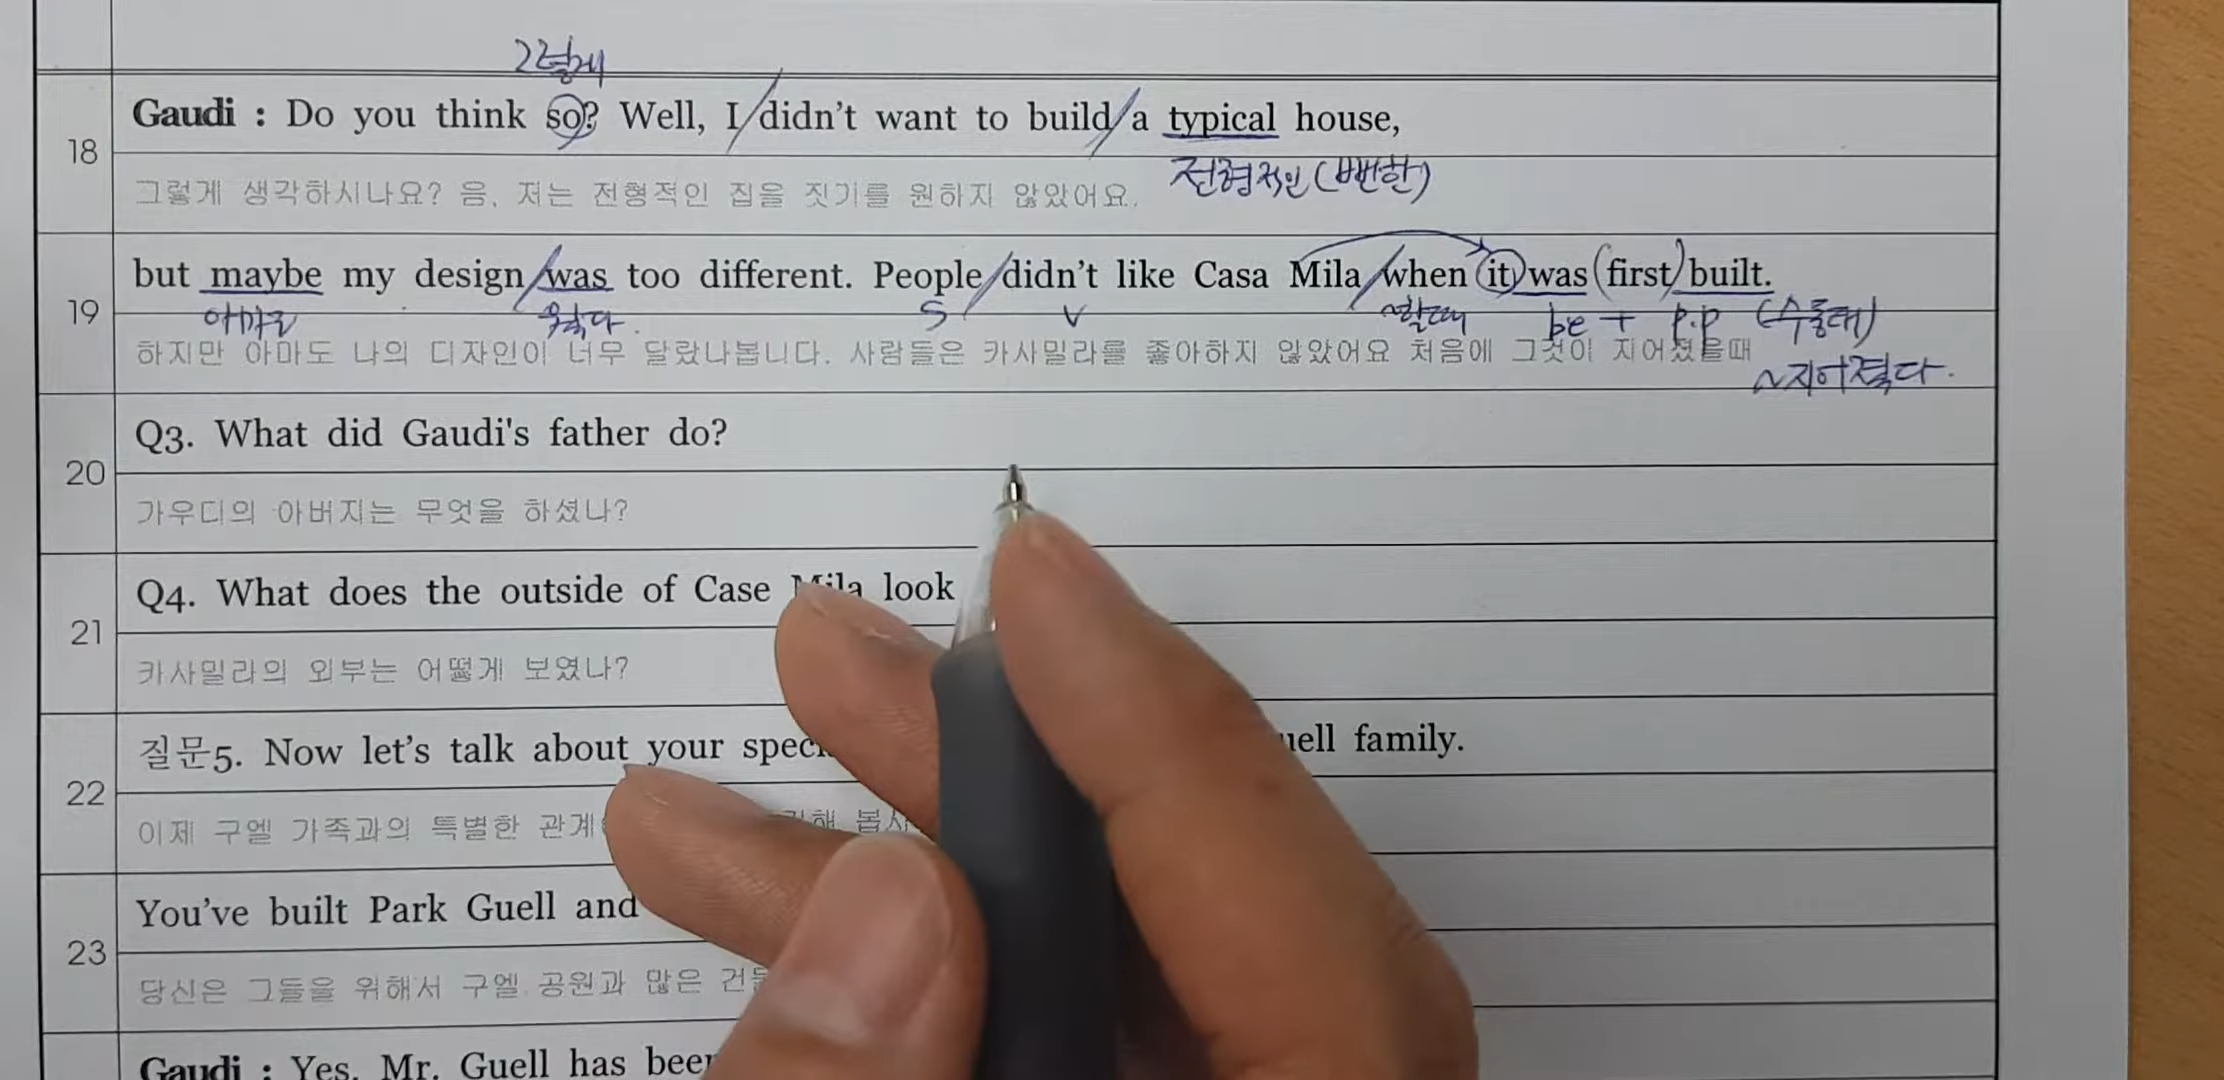 그렇게
Gaudi : Do you think so? Well, I didn't want to build a typical house,
18
전형적인 (뻔한)
그렇게 생각하시나요? 음, 저는 전형적인 집을 짓기를 원하지 않았어요.
but maybe my design was too different. People didn't like Casa Mila when it was first built.
19
아마도 웠다. S V ~할때 be + p.p (수동태)
하지만 아마도 나의 디자인이 너무 달랐나봅니다. 사람들은 카사밀라를 좋아하지 않았어요 처음에 그것이 지어졌을때
~지어졌다.
Q3. What did Gaudi's father do?
20
가우디의 아버지는 무엇을 하셨나?
Q4. What does the outside of Case Mila look
21
카사밀라의 외부는 어떻게 보였나?
질문5. Now let's talk about your family.
22
이제 구엘 가족과의 특별한 관계
You've built Park Guell and
23
당신은 그들을 위해서 구엘 공원과 많은
Gaudi : Yes. Mr. Guell has been